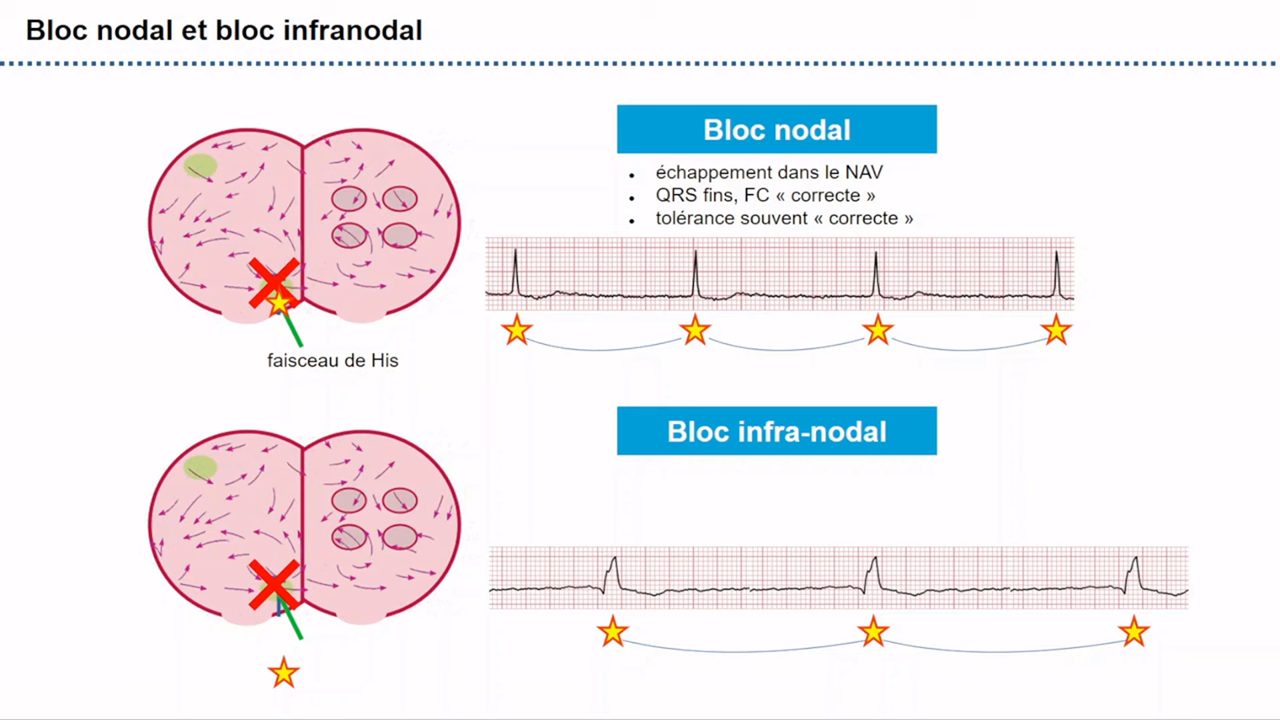 Bloc nodal et bloc infranodal
Bloc nodal
• échappement dans le NAV
• QRS fins, FC « correcte »
• tolérance souvent « correcte »
faisceau de His
Bloc infra-nodal